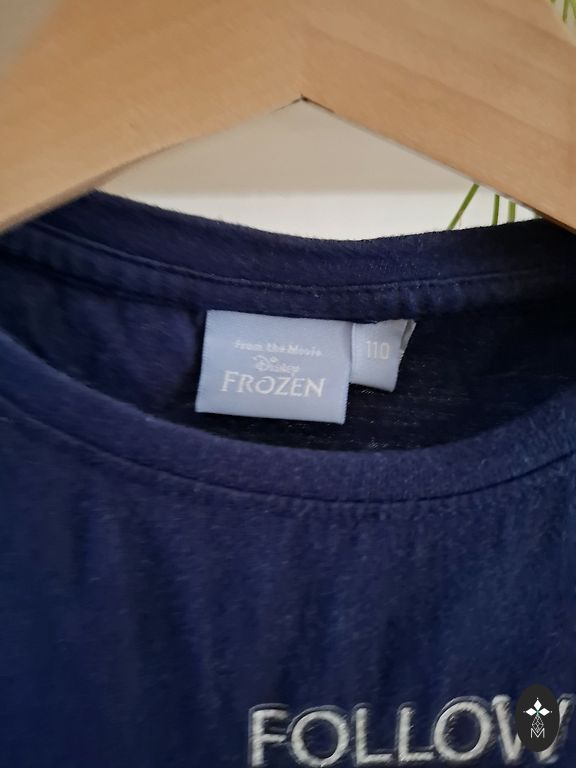 From the Movie
Disney
FROZEN
110
FOLLOW
M